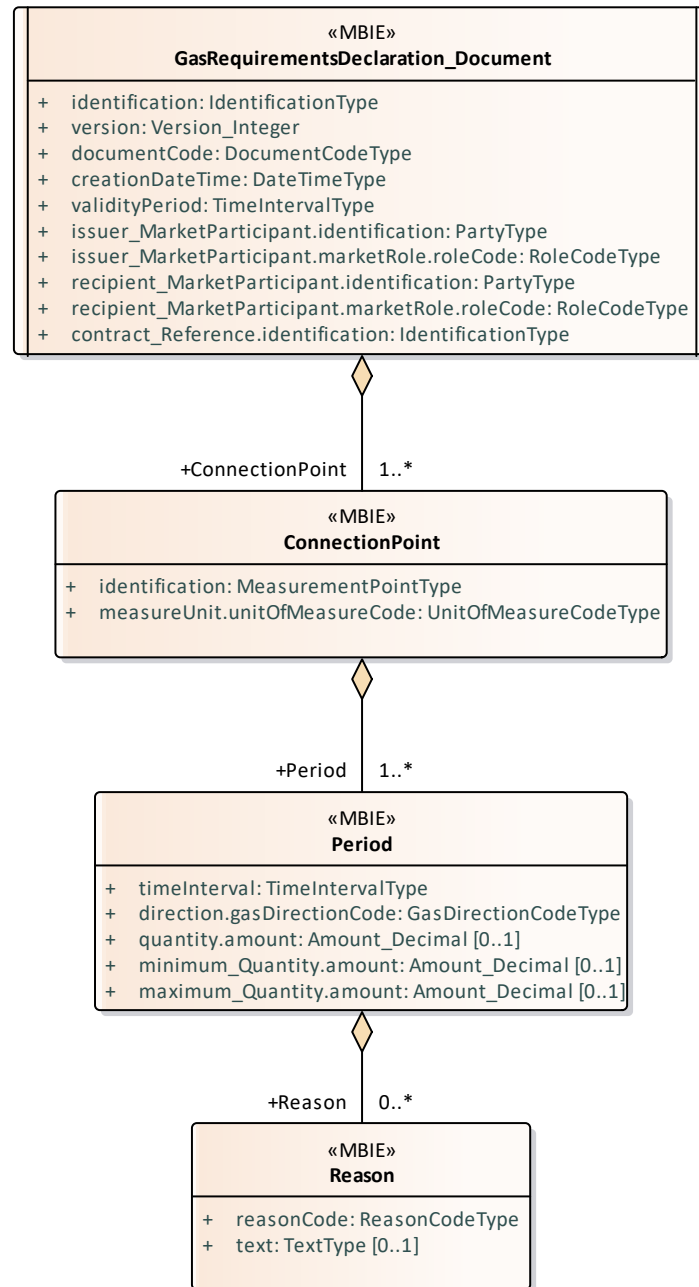 «MBIE»
GasRequirementsDeclaration_Document
+ identification: IdentificationType
+ version: Version_Integer
+ documentCode: DocumentCodeType
+ creationDateTime: DateTimeType
+ validityPeriod: TimeIntervalType
+ issuer_MarketParticipant.identification: PartyType
+ issuer_MarketParticipant.marketRole.roleCode: RoleCodeType
+ recipient_MarketParticipant.identification: PartyType
+ recipient_MarketParticipant.marketRole.roleCode: RoleCodeType
+ contract_Reference.identification: IdentificationType
+ConnectionPoint 1..*
«MBIE»
ConnectionPoint
+ identification: MeasurementPointType
+ measureUnit.unitOfMeasureCode: UnitOfMeasureCodeType
+Period 1..*
«MBIE»
Period
+ timeInterval: TimeIntervalType
+ direction.gasDirectionCode: GasDirectionCodeType
+ quantity.amount: Amount_Decimal [0..1]
+ minimum_Quantity.amount: Amount_Decimal [0..1]
+ maximum_Quantity.amount: Amount_Decimal [0..1]
+Reason 0..*
«MBIE»
Reason
+ reasonCode: ReasonCodeType
+ text: TextType [0..1]